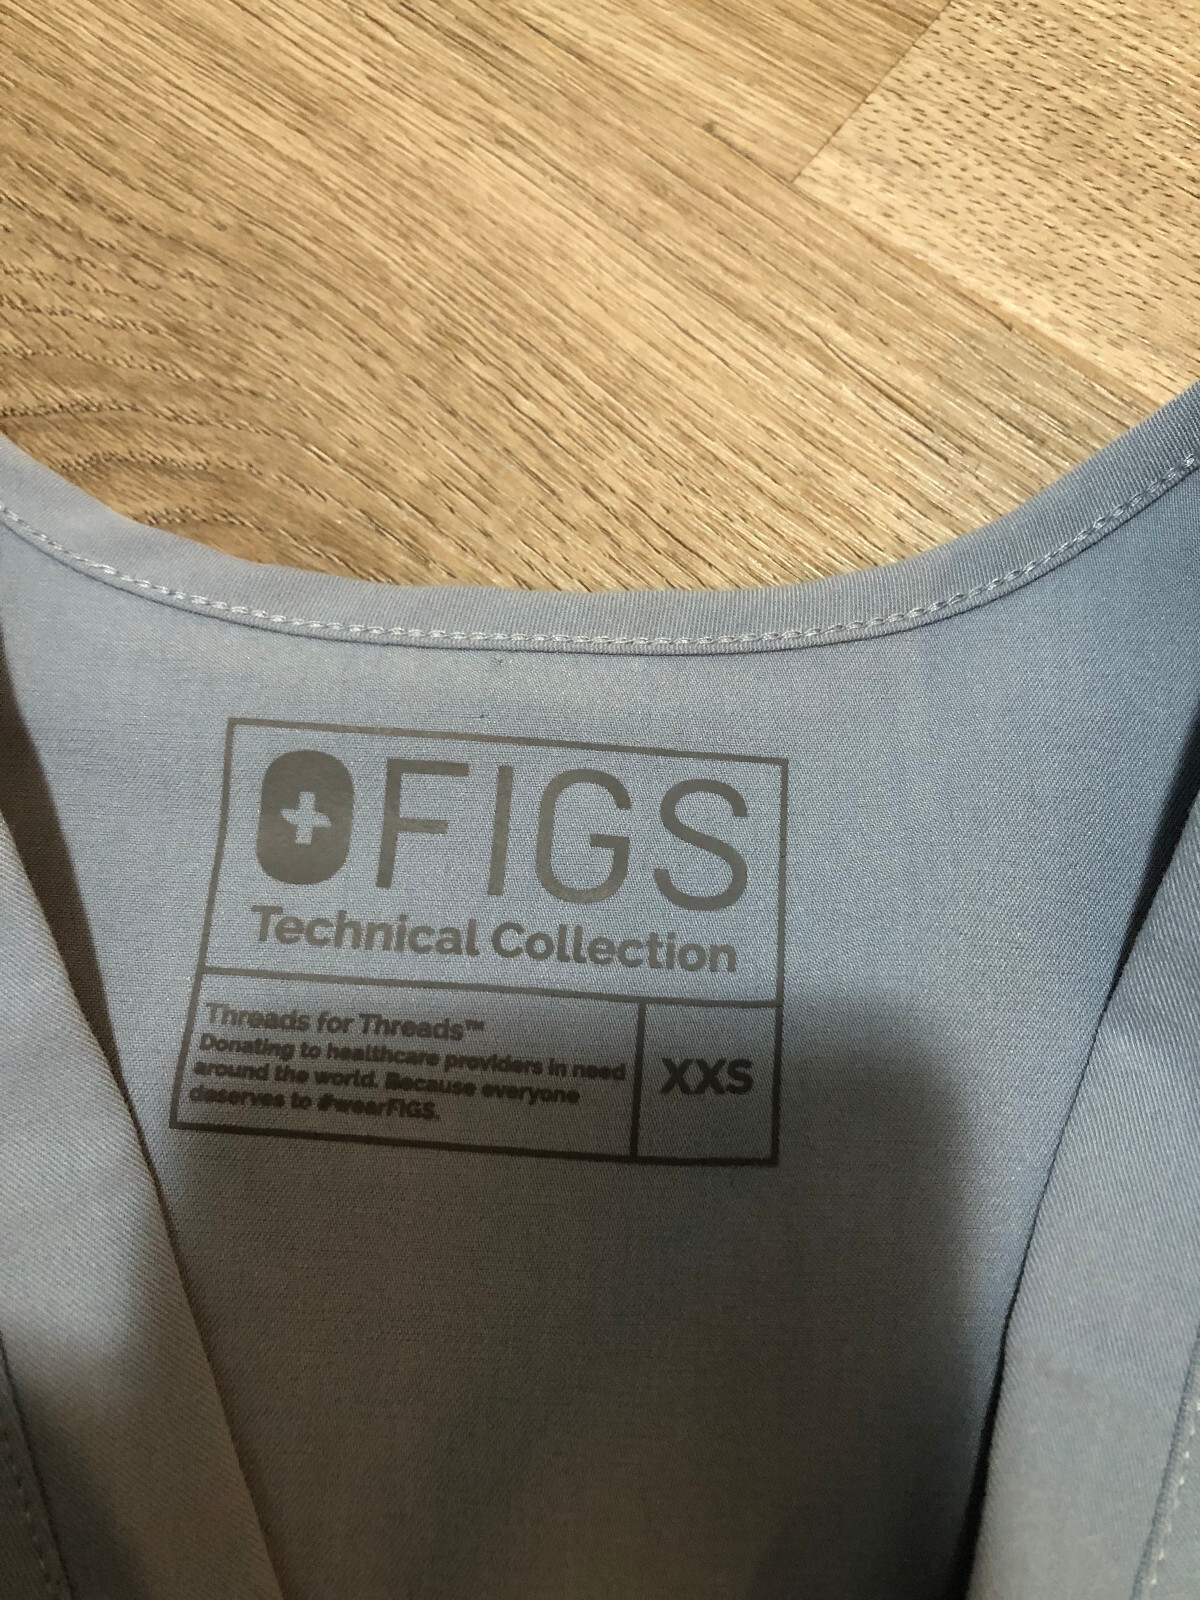 FIGS
Technical Collection
Threads for Threads™
Donating to healthcare providers in need
around the world. Because everyone
deserves to #wearFIGS.
XXS